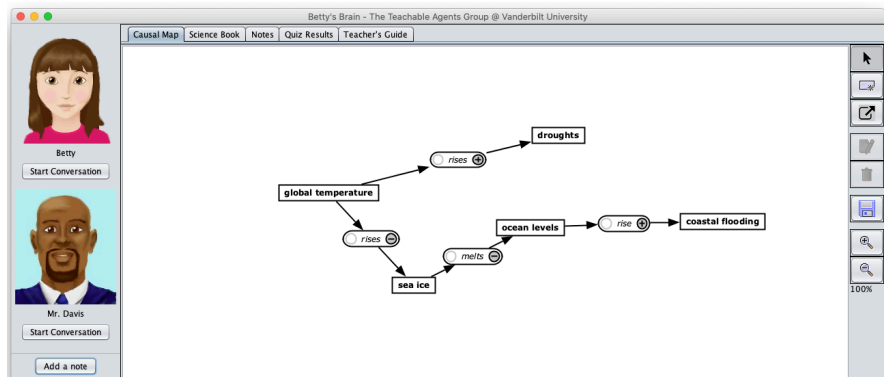 Betty's Brain - The Teachable Agents Group @ Vanderbilt University
Causal Map Science Book Notes Quiz Results Teacher's Guide
Betty
Start Conversation
Mr. Davis
Start Conversation
Add a note
droughts
rises
global temperature
rises
ocean levels
rise
coastal flooding
melts
sea ice
100%